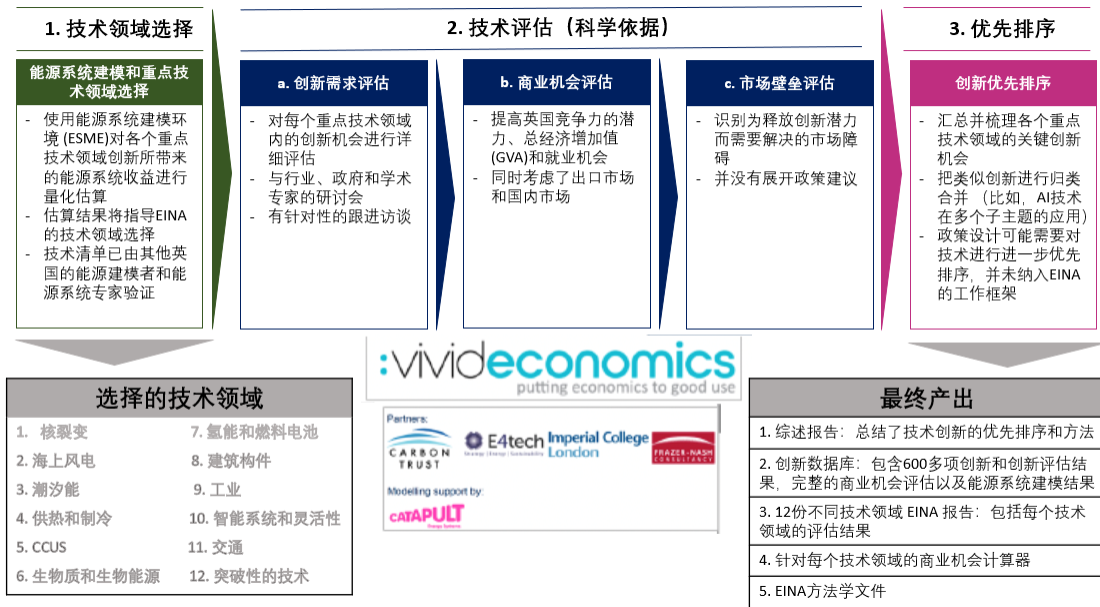 1. 技术领域选择
能源系统建模和重点技
术领域选择
- 使用能源系统建模环
境 (ESME)对各个重点
技术领域创新所带来
的能源系统收益进行
量化估算
- 估算结果将指导EINA
的技术领域选择
- 技术清单已由其他英
国的能源建模者和能
源系统专家验证
2. 技术评估（科学依据）
a. 创新需求评估
- 对每个重点技术领域
内的创新机会进行详
细评估
- 与行业、政府和学术
专家的研讨会
- 有针对性的跟进访谈
b. 商业机会评估
- 提高英国竞争力的潜
力、总经济增加值
(GVA)和就业机会
- 同时考虑了出口市场
和国内市场
c. 市场壁垒评估
- 识别为释放创新潜力
而需要解决的市场障
碍
- 并没有展开政策建议
3. 优先排序
创新优先排序
- 汇总并梳理各个重点
技术领域的关键创新
机会
- 把类似创新进行归类
合并 （比如，AI技术
在多个子主题的应用）
- 政策设计可能需要对
技术进行进一步优先
排序，并未纳入EINA
的工作框架
选择的技术领域
1. 核裂变
2. 海上风电
3. 潮汐能
4. 供热和制冷
5. CCUS
6. 生物质和生物能源
7. 氢能和燃料电池
8. 建筑构件
9. 工业
10. 智能系统和灵活性
11. 交通
12. 突破性的技术
:vivideconomics
putting economics to good use
Partners:
CARBON
TRUST
E4tech
Strategy | Energy | Sustainability
Imperial College
London
FRAZER-NASH
CONSULTANCY
Modelling support by:
CATAPULT
Energy Systems
最终产出
1. 综述报告：总结了技术创新的优先排序和方法
2. 创新数据库：包含600多项创新和创新评估结
果，完整的商业机会评估以及能源系统建模结果
3. 12份不同技术领域 EINA 报告：包括每个技术
领域的评估结果
4. 针对每个技术领域的商业机会计算器
5. EINA方法学文件